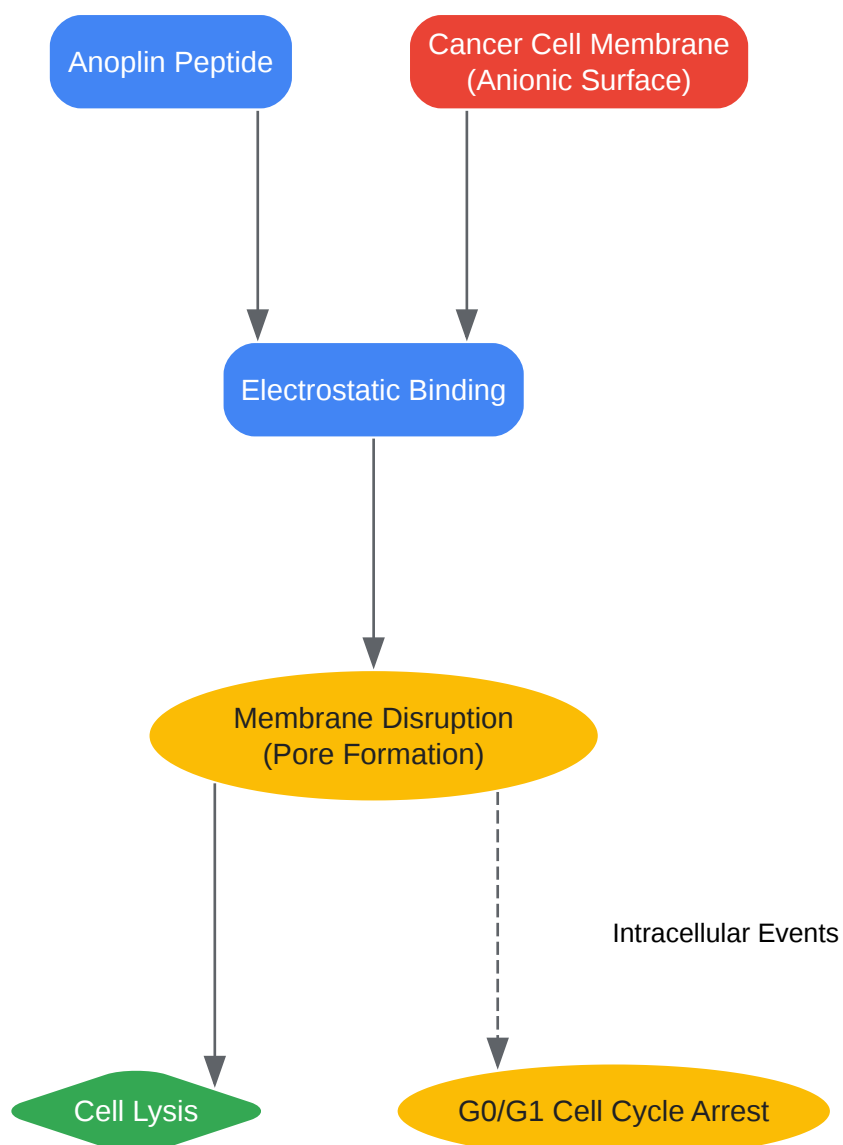 Anoplin Peptide
Cancer Cell Membrane
(Anionic Surface)
Electrostatic Binding
Membrane Disruption
(Pore Formation)
Intracellular Events
Cell Lysis
G0/G1 Cell Cycle Arrest